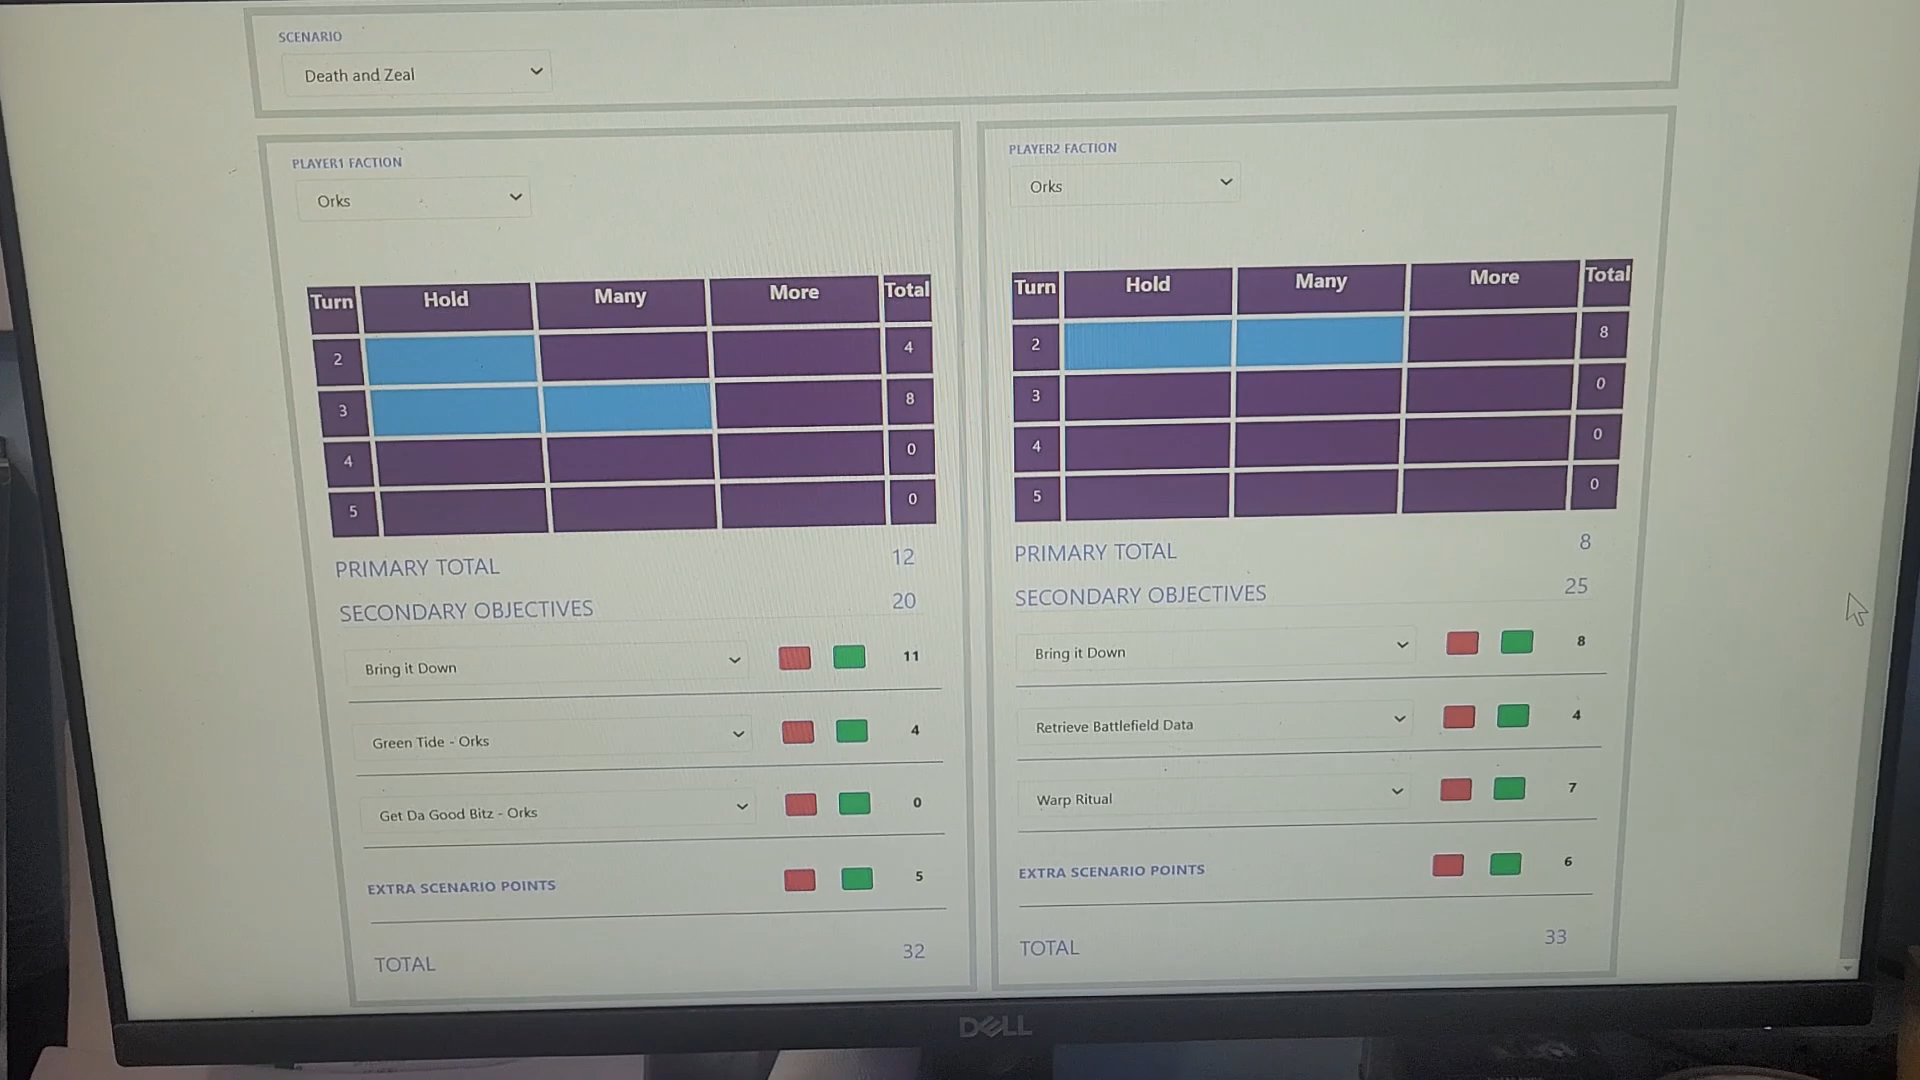 SCENARIO
Death and Zeal
PLAYER1 FACTION
Orks
Turn Hold Many More Total
2 4
3 8
4 0
5 0
PRIMARY TOTAL 12
SECONDARY OBJECTIVES 20
Bring it Down 11
Green Tide - Orks 4
Get Da Good Bitz - Orks 0
EXTRA SCENARIO POINTS 5
TOTAL 32
PLAYER2 FACTION
Orks
Turn Hold Many More Total
2 8
3 0
4 0
5 0
PRIMARY TOTAL 8
SECONDARY OBJECTIVES 25
Bring it Down 8
Retrieve Battlefield Data 4
Warp Ritual 7
EXTRA SCENARIO POINTS 6
TOTAL 33
DELL